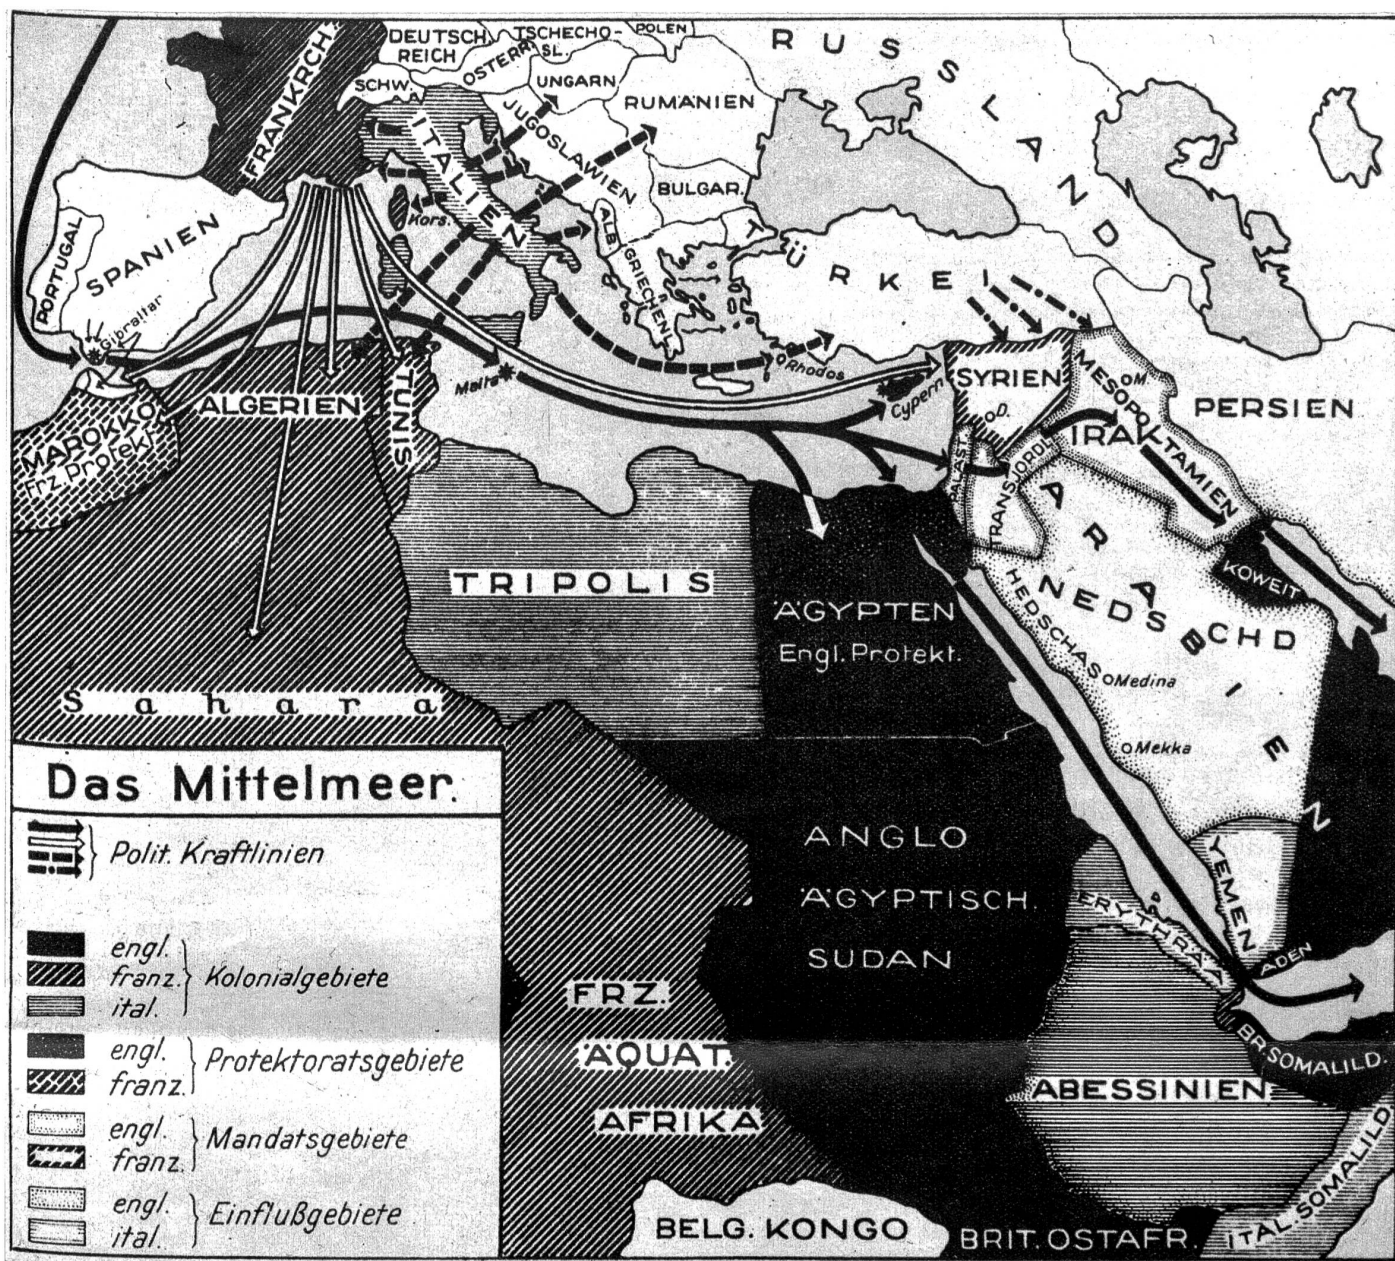 FRANKRCH.
DEUTSCH.
REICH
TSCHECHO-
SL.
POLEN
RUSSLAND
SCHW.
ÖSTERR.
UNGARN
RUMÄNIEN
ITALIEN
JUGOSLAWIEN
BULGAR.
Kors.
ALB.
GRIECHENL.
TÜRKEI
PORTUGAL
SPANIEN
Gibraltar
Malta
Rhodos
Cypern
SYRIEN
D.
MESOPOTAMIEN
M.
IRAK
PERSIEN
MAROKKO
Frz. Protekt.
ALGERIEN
TUNIS
PALÄST.
TRANSJORDL.
ARABIEN
TRIPOLIS
ÄGYPTEN
Engl. Protekt.
NEDSCHD
KOWEIT
HEDSCHAS
Medina
Mekka
Sahara
ANGLO
ÄGYPTISCH.
SUDAN
YEMEN
ERYTHRÄA
ADEN
FRZ.
ÄQUAT.
AFRIKA
BR. SOMALILD.
ABESSINIEN
ITAL. SOMALILD.
BELG. KONGO
BRIT. OSTAFR.
Das Mittelmeer.
Polit. Kraftlinien
engl.
franz. Kolonialgebiete
ital.
engl. Protektoratsgebiete
franz.
engl. Mandatsgebiete
franz.
engl. Einflußgebiete
ital.